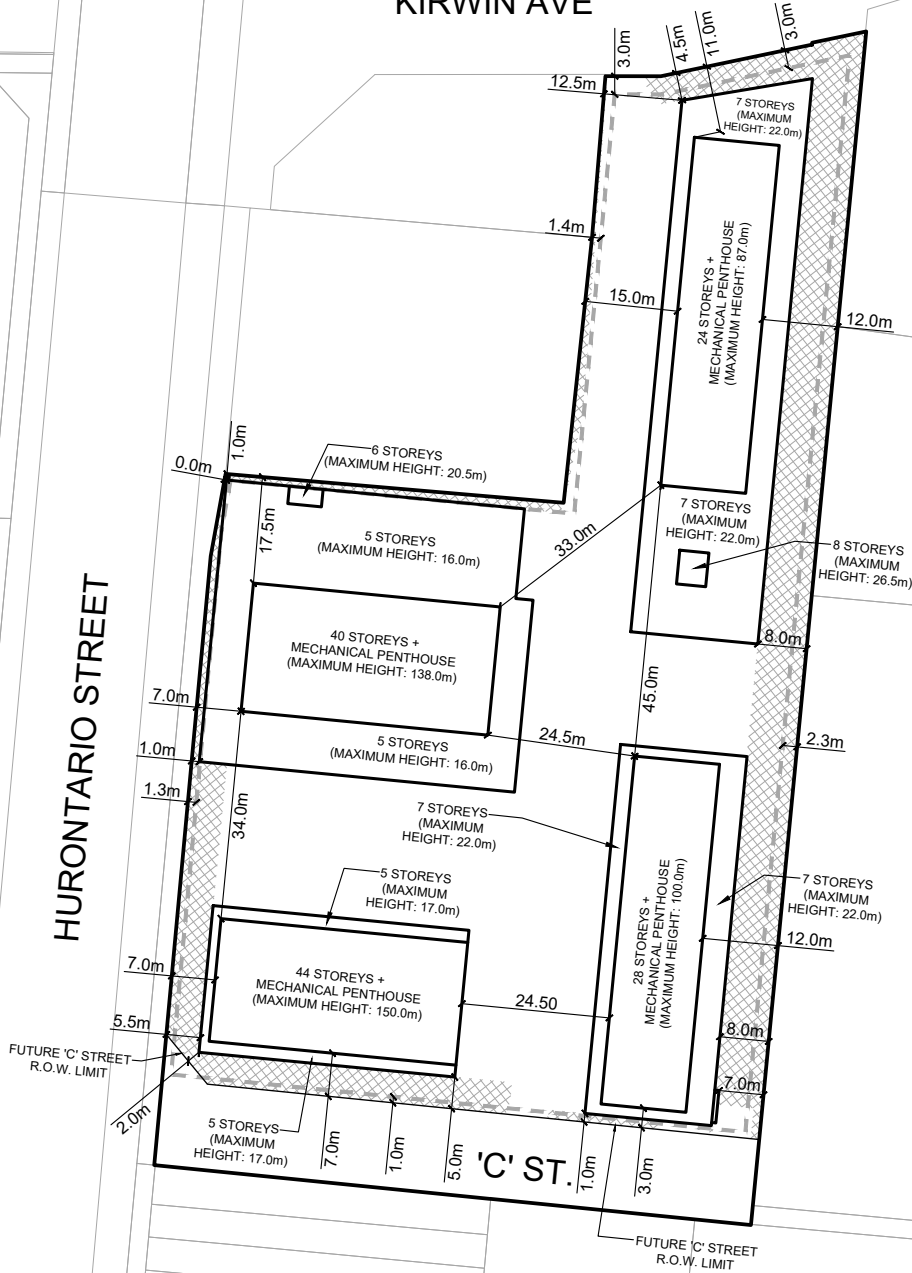 KIRWIN AVE
3.0m
4.5m
11.0m
3.0m
12.5m
7 STOREYS
(MAXIMUM
HEIGHT: 22.0m)
1.4m
15.0m
24 STOREYS +
MECHANICAL PENTHOUSE
(MAXIMUM HEIGHT: 87.0m)
12.0m
0.0m
1.0m
6 STOREYS
(MAXIMUM HEIGHT: 20.5m)
17.5m
5 STOREYS
(MAXIMUM HEIGHT: 16.0m)
33.0m
7 STOREYS
(MAXIMUM
HEIGHT: 22.0m)
8 STOREYS
(MAXIMUM
HEIGHT: 26.5m)
HURONTARIO STREET
40 STOREYS +
MECHANICAL PENTHOUSE
(MAXIMUM HEIGHT: 138.0m)
8.0m
45.0m
7.0m
24.5m
2.3m
1.0m
5 STOREYS
(MAXIMUM HEIGHT: 16.0m)
1.3m
34.0m
7 STOREYS
(MAXIMUM
HEIGHT: 22.0m)
5 STOREYS
(MAXIMUM
HEIGHT: 17.0m)
7 STOREYS
(MAXIMUM
HEIGHT: 22.0m)
28 STOREYS +
MECHANICAL PENTHOUSE
(MAXIMUM HEIGHT: 100.0m)
12.0m
7.0m
44 STOREYS +
MECHANICAL PENTHOUSE
(MAXIMUM HEIGHT: 150.0m)
24.50
5.5m
8.0m
FUTURE 'C' STREET
R.O.W. LIMIT
7.0m
2.0m
5 STOREYS
(MAXIMUM
HEIGHT: 17.0m)
7.0m
1.0m
5.0m
'C' ST.
1.0m
3.0m
FUTURE 'C' STREET
R.O.W. LIMIT